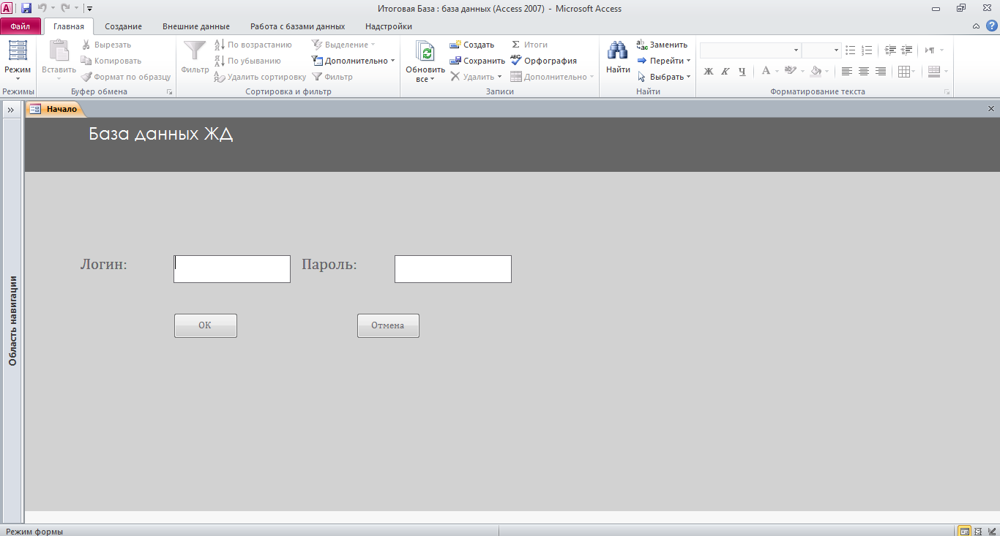 Итоговая База : база данных (Access 2007) - Microsoft Access
Файл Главная Создание Внешние данные Работа с базами данных Надстройки
Режим
Режимы
Вставить
Вырезать
Копировать
Формат по образцу
Буфер обмена
Фильтр
По возрастанию
По убыванию
Удалить сортировку
Выделение
Дополнительно
Фильтр
Сортировка и фильтр
Обновить
все
Создать
Сохранить
Удалить
Итоги
Орфография
Дополнительно
Записи
Найти
Заменить
Перейти
Выбрать
Найти
Ж К Ч
Форматирование текста
Начало
База данных ЖД
Логин: Пароль:
ОК Отмена
Область навигации
Режим формы